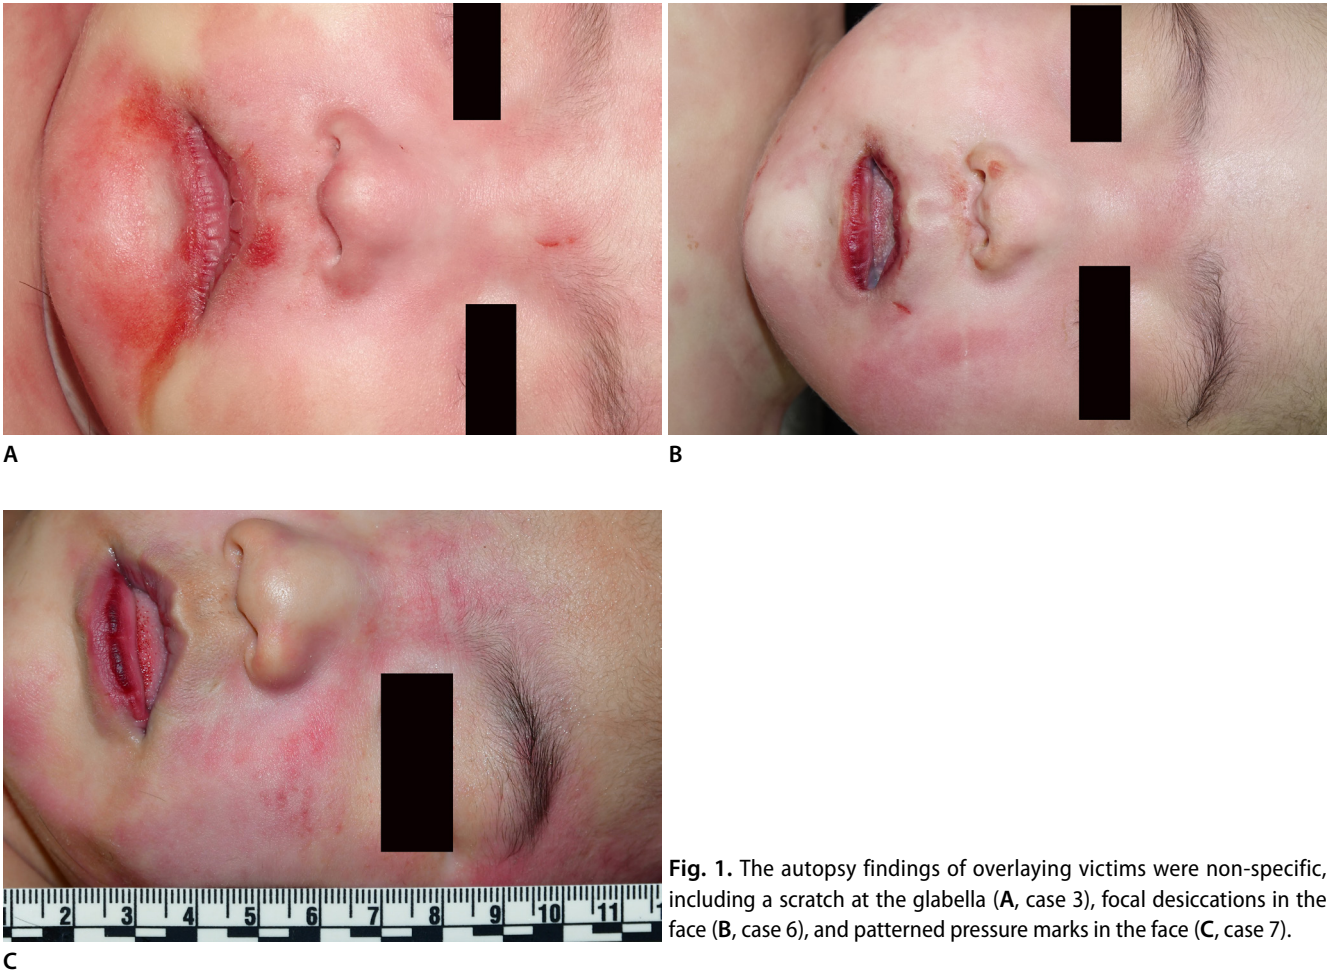 A
B
2 3 4 5 6 7 8 9 10 11
C
Fig. 1. The autopsy findings of overlaying victims were non-specific,
including a scratch at the glabella (A, case 3), focal desiccations in the
face (B, case 6), and patterned pressure marks in the face (C, case 7).